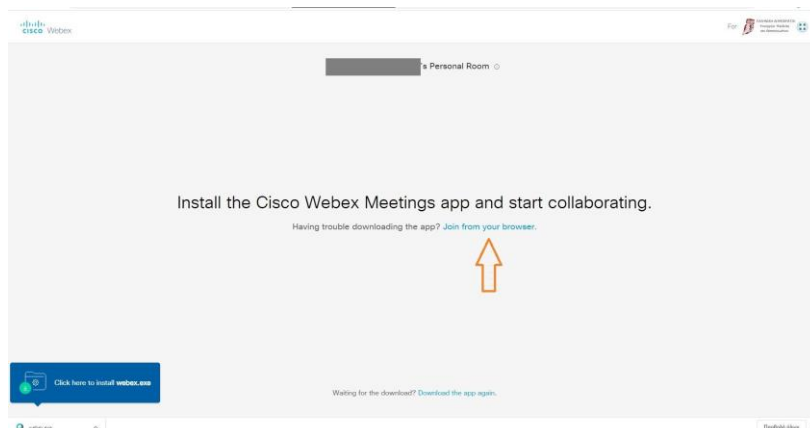 CISCO Webex
For
's Personal Room
Install the Cisco Webex Meetings app and start collaborating.
Having trouble downloading the app? Join from your browser.
Click here to install webex.exe
Waiting for the download? Download the app again.